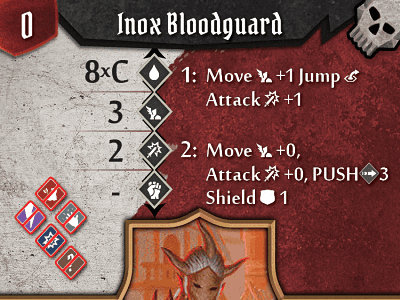 0
Inox Bloodguard
8xC
3
2
-
1: Move +1 Jump
Attack +1
2: Move +0,
Attack +0, PUSH 3
Shield 1